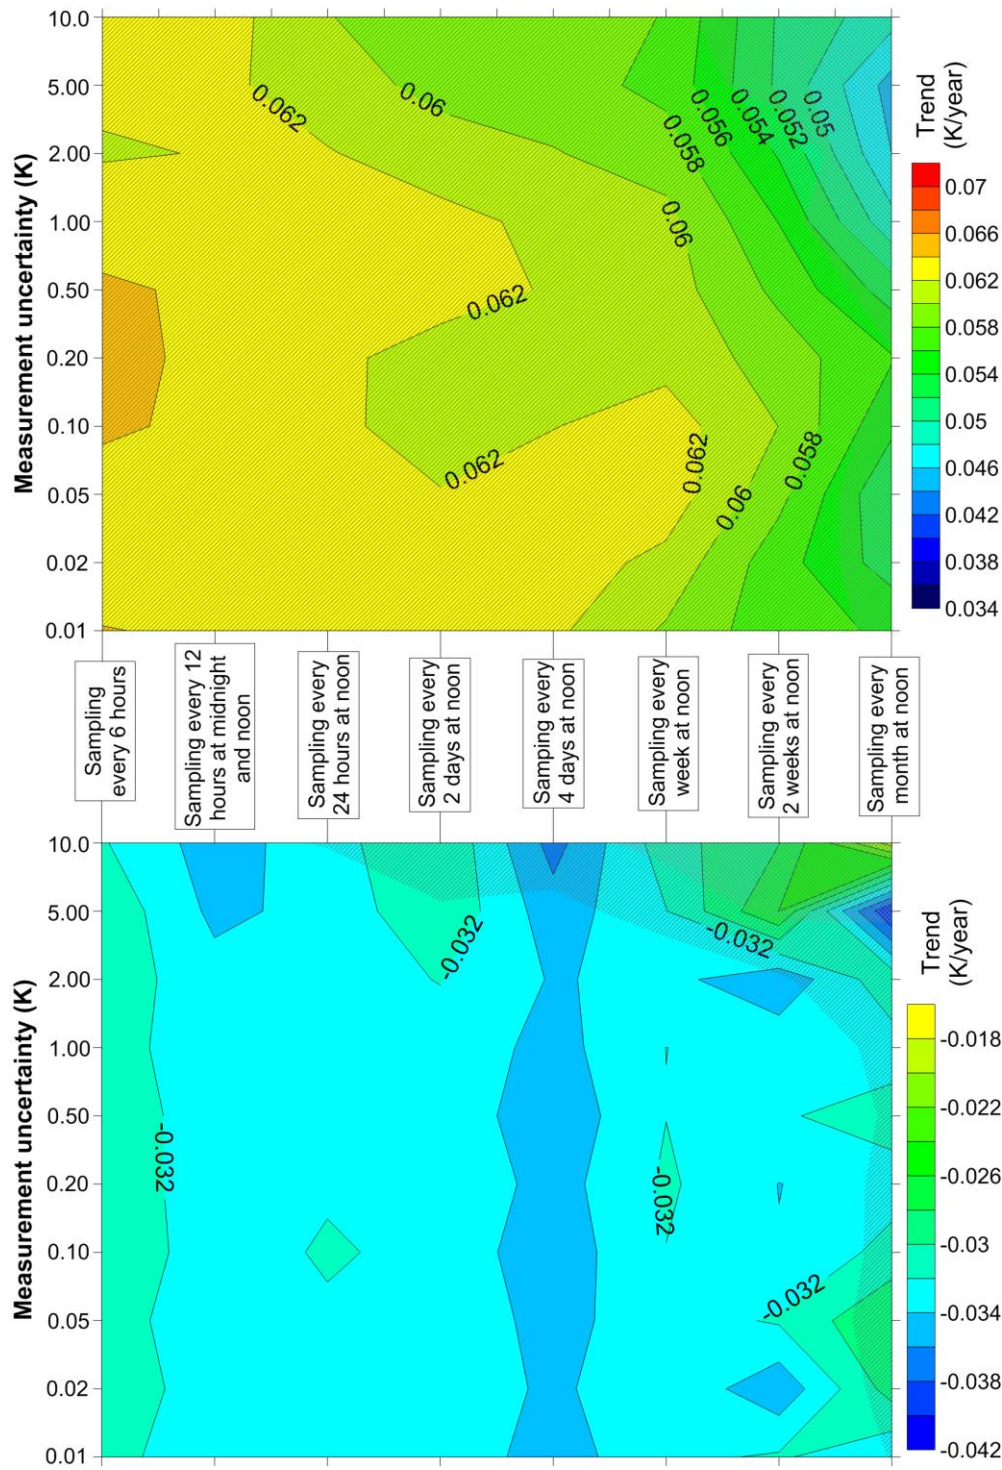 Measurement uncertainty (K)
10.0
5.00
2.00
1.00
0.50
0.20
0.10
0.05
0.02
0.01
0.062
0.06
0.058
0.056
0.054
0.052
0.05
0.06
0.062
0.062
0.062
0.06
0.058
Trend
(K/year)
0.07
0.066
0.062
0.058
0.054
0.05
0.046
0.042
0.038
0.034
Sampling
every 6 hours
Sampling every 12
hours at midnight
and noon
Sampling every
24 hours at noon
Sampling every
2 days at noon
Samping every
4 days at noon
Sampling every
week at noon
Sampling every
2 weeks at noon
Sampling every
month at noon
Measurement uncertainty (K)
10.0
5.00
2.00
1.00
0.50
0.20
0.10
0.05
0.02
0.01
-0.032
-0.032
-0.032
-0.032
-0.032
Trend
(K/year)
-0.018
-0.022
-0.026
-0.03
-0.034
-0.038
-0.042